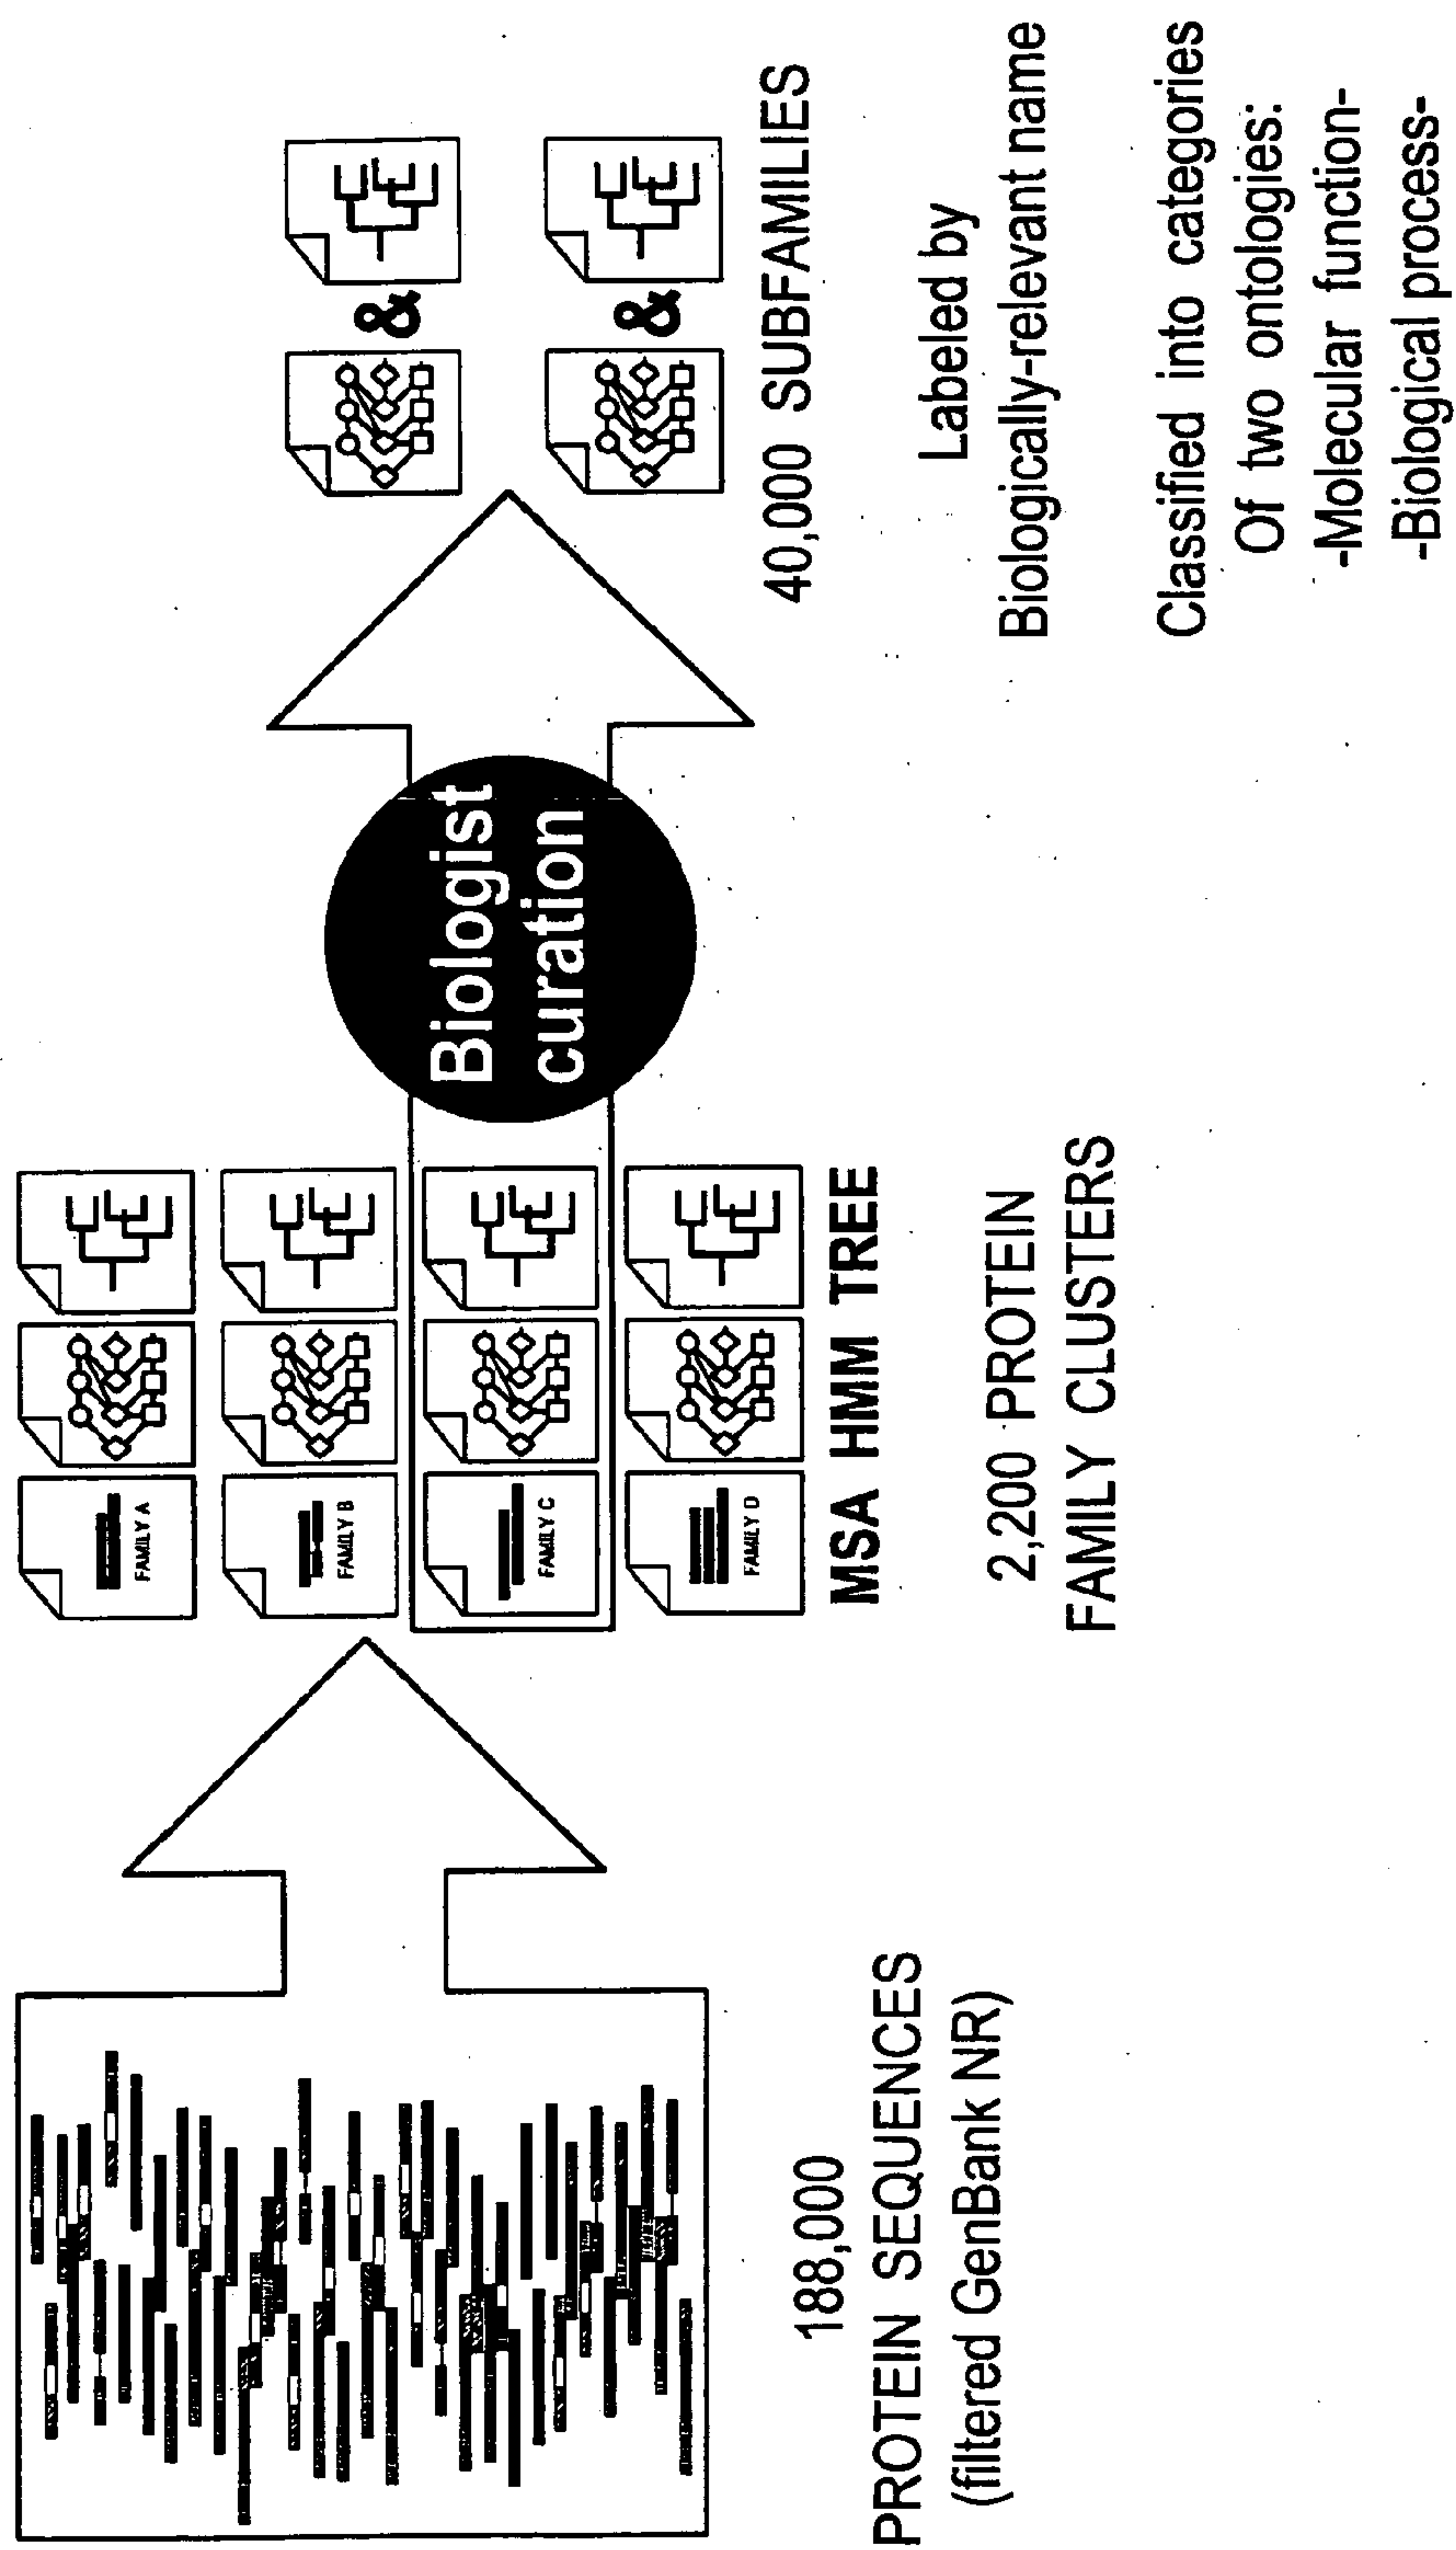 188,000
PROTEIN SEQUENCES
(filtered GenBank NR)
FAMILY A
FAMILY B
FAMILY C
FAMILY D
MSA HMM TREE
2,200 PROTEIN
FAMILY CLUSTERS
Biologist
curation
&
&
40,000 SUBFAMILIES
Labeled by
Biologically-relevant name
Classified into categories
Of two ontologies:
-Molecular function-
-Biological process-